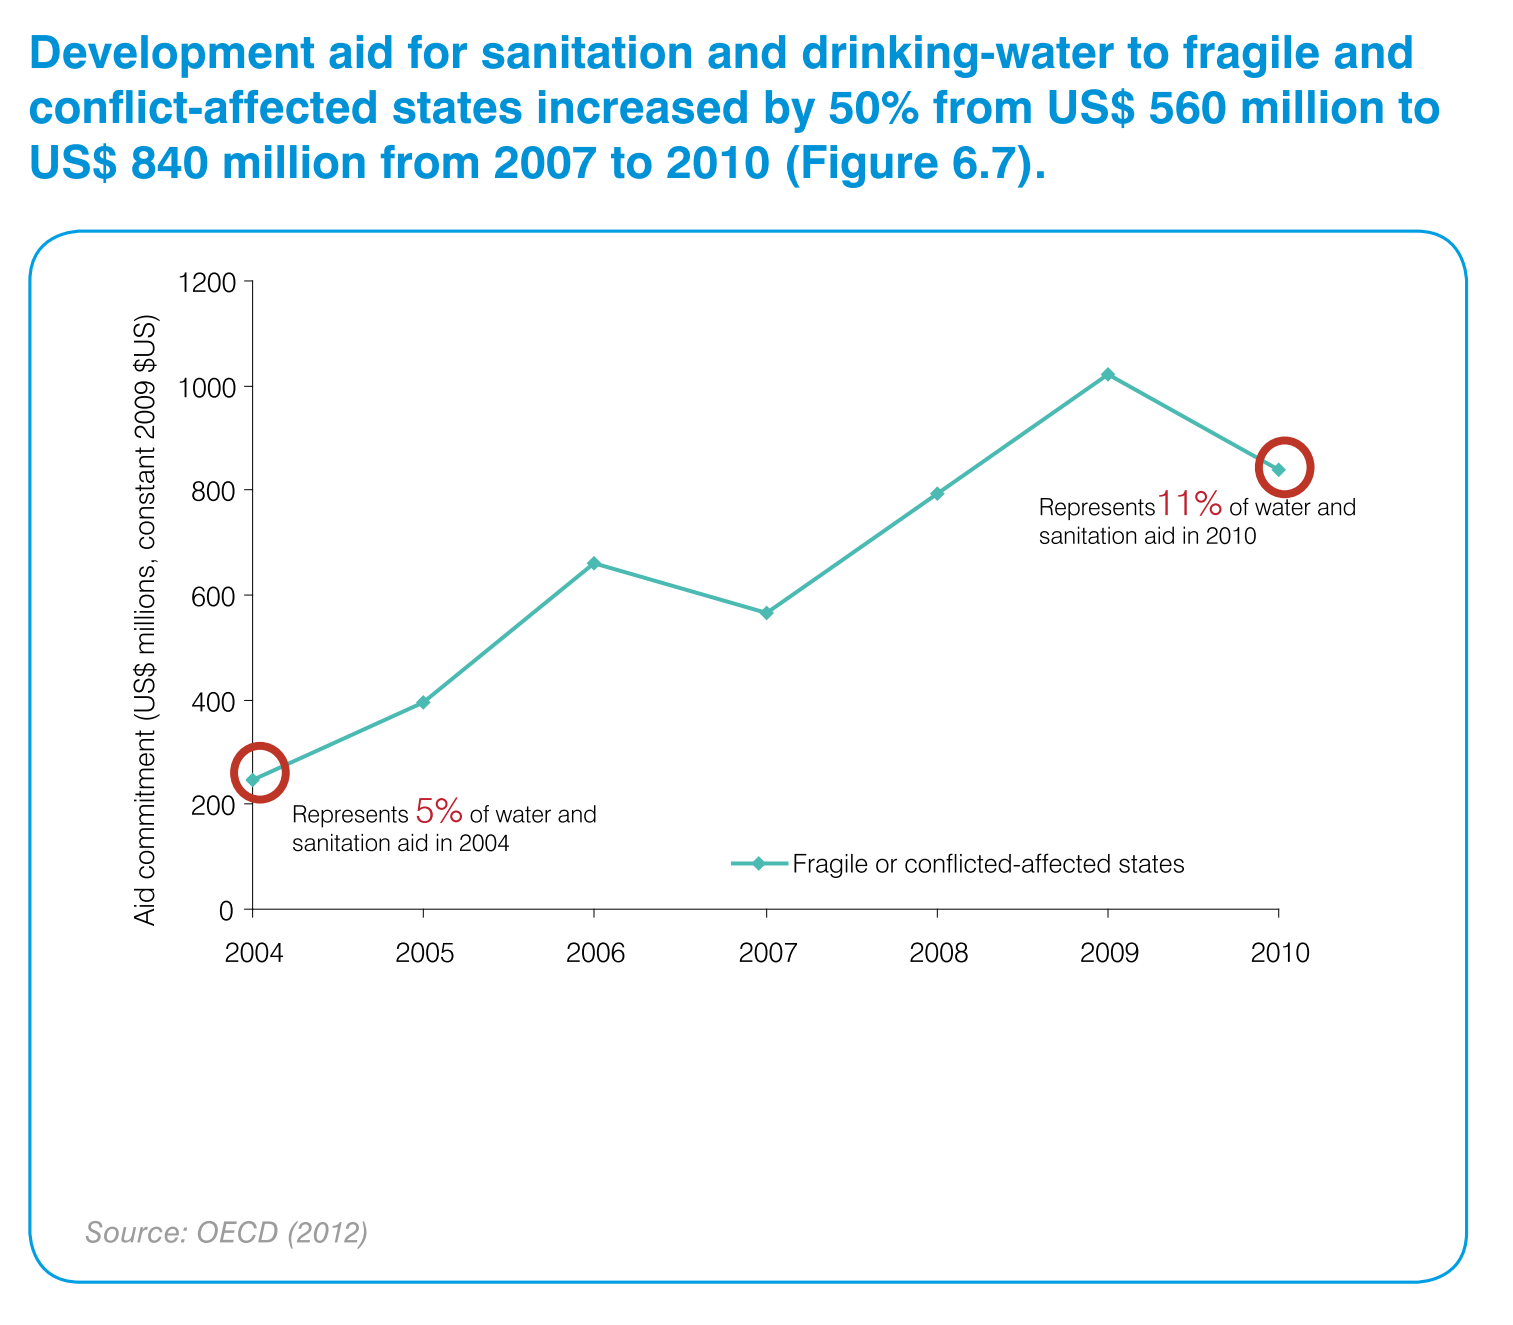 Development aid for sanitation and drinking-water to fragile and
conflict-affected states increased by 50% from US$ 560 million to
US$ 840 million from 2007 to 2010 (Figure 6.7).
Aid commitment (US$ millions, constant 2009 $US)
1200
1000
800
600
400
200
0
Represents 11% of water and
sanitation aid in 2010
Represents 5% of water and
sanitation aid in 2004
Fragile or conflicted-affected states
2004 2005 2006 2007 2008 2009 2010
Source: OECD (2012)